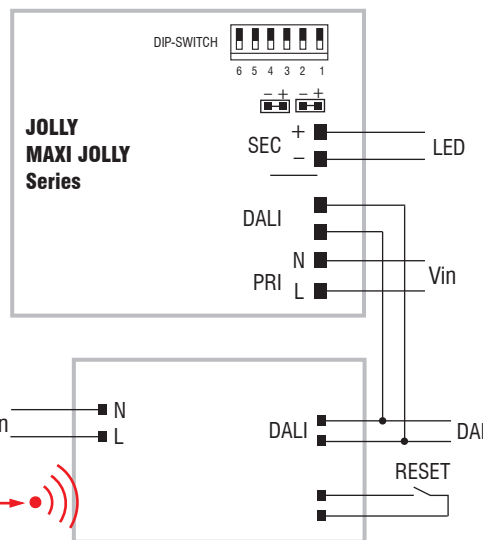 DIP-SWITCH
6 5 4 3 2 1
– + – +
JOLLY
MAXI JOLLY
Series
SEC + –
LED
DALI
PRI N L
Vin
N
L
DALI
RESET